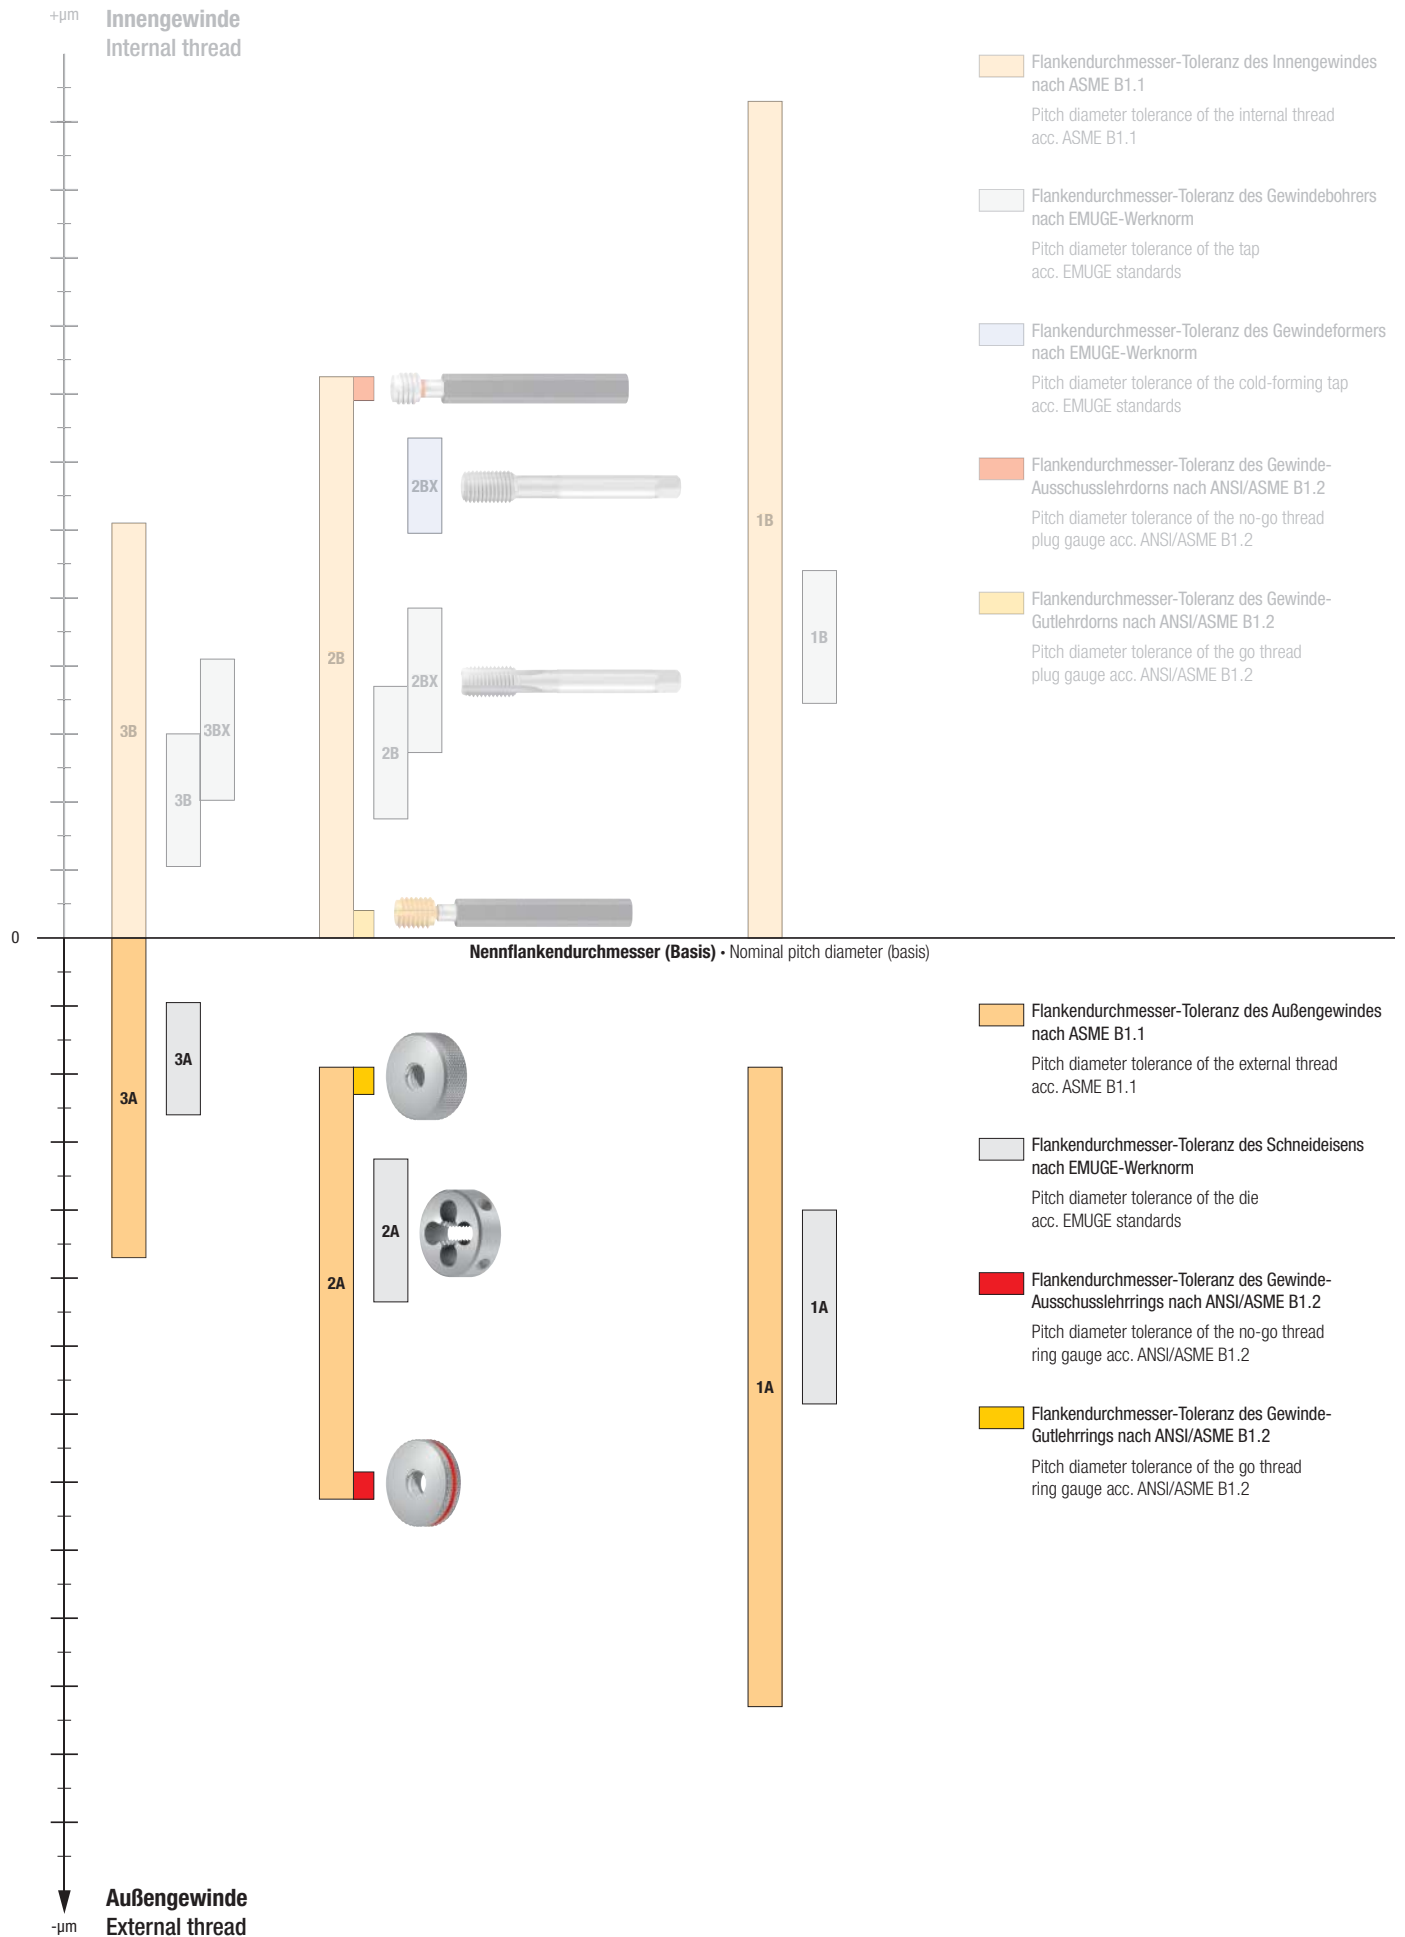 +µm
Innengewinde
Internal thread
Flankendurchmesser-Toleranz des Innengewindes
nach ASME B1.1
Pitch diameter tolerance of the internal thread
acc. ASME B1.1
Flankendurchmesser-Toleranz des Gewindebohrers
nach EMUGE-Werknorm
Pitch diameter tolerance of the tap
acc. EMUGE standards
Flankendurchmesser-Toleranz des Gewindeformers
nach EMUGE-Werknorm
Pitch diameter tolerance of the cold-forming tap
acc. EMUGE standards
Flankendurchmesser-Toleranz des Gewinde-
Ausschusslehrdorns nach ANSI/ASME B1.2
Pitch diameter tolerance of the no-go thread
plug gauge acc. ANSI/ASME B1.2
Flankendurchmesser-Toleranz des Gewinde-
Gutlehrdorns nach ANSI/ASME B1.2
Pitch diameter tolerance of the go thread
plug gauge acc. ANSI/ASME B1.2
2BX
1B
1B
2B
2BX
3B
3BX
2B
3B
0
Nennflankendurchmesser (Basis) • Nominal pitch diameter (basis)
Flankendurchmesser-Toleranz des Außengewindes
nach ASME B1.1
Pitch diameter tolerance of the external thread
acc. ASME B1.1
Flankendurchmesser-Toleranz des Schneideisens
nach EMUGE-Werknorm
Pitch diameter tolerance of the die
acc. EMUGE standards
Flankendurchmesser-Toleranz des Gewinde-
Ausschusslehrrings nach ANSI/ASME B1.2
Pitch diameter tolerance of the no-go thread
ring gauge acc. ANSI/ASME B1.2
Flankendurchmesser-Toleranz des Gewinde-
Gutlehrrings nach ANSI/ASME B1.2
Pitch diameter tolerance of the go thread
ring gauge acc. ANSI/ASME B1.2
3A
3A
2A
2A
1A
1A
Außengewinde
External thread
-µm